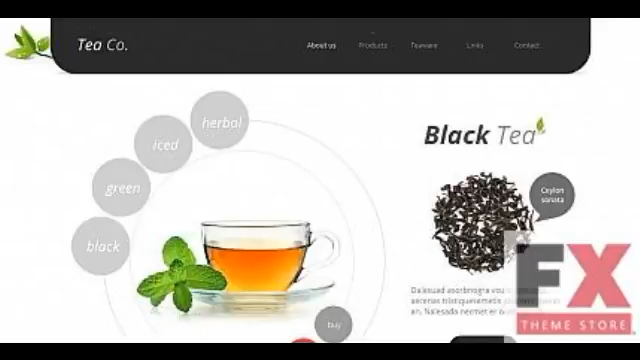 Tea Co.
About us
Products
Teaware
Links
Contact
herbal
iced
green
black
Black Tea
Ceylon
sonata
buy
FX
THEME STORE